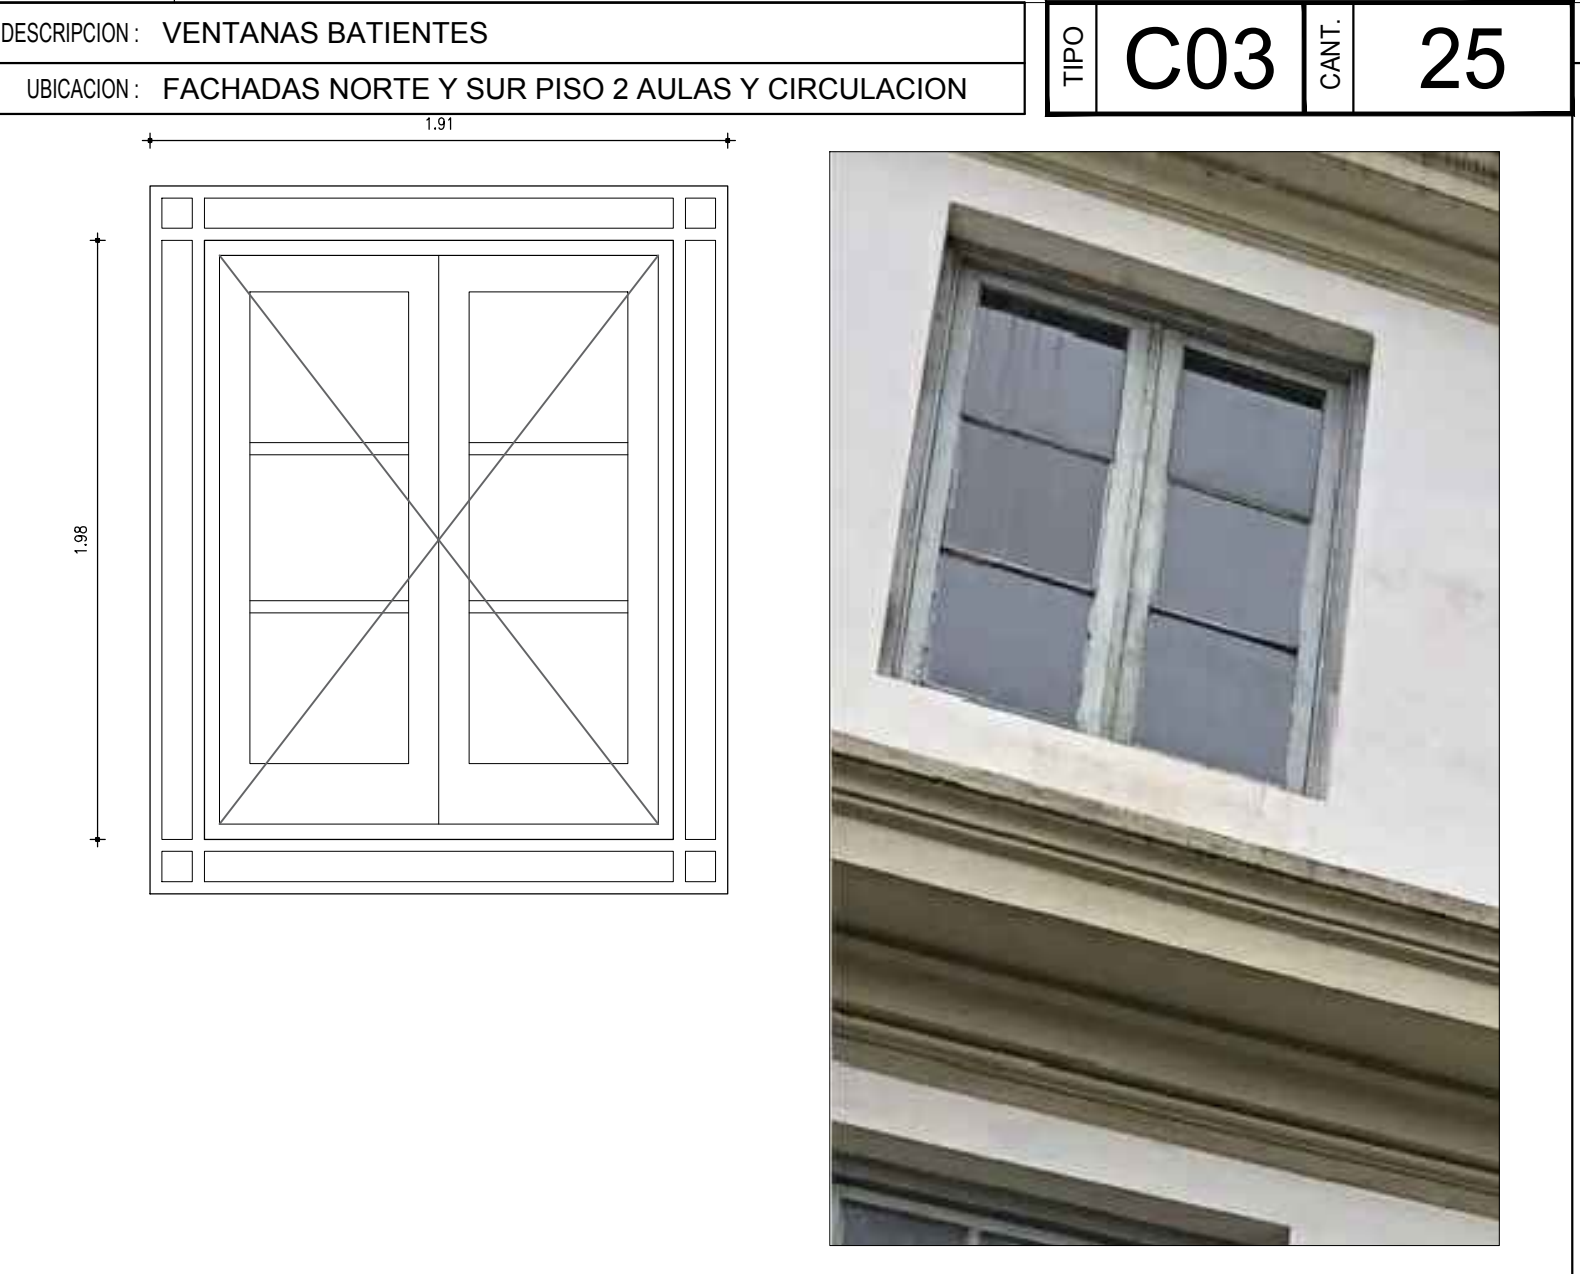 DESCRIPCION : VENTANAS BATIENTES
UBICACION : FACHADAS NORTE Y SUR PISO 2 AULAS Y CIRCULACION
TIPO C03 CANT. 25
1.91
1.98